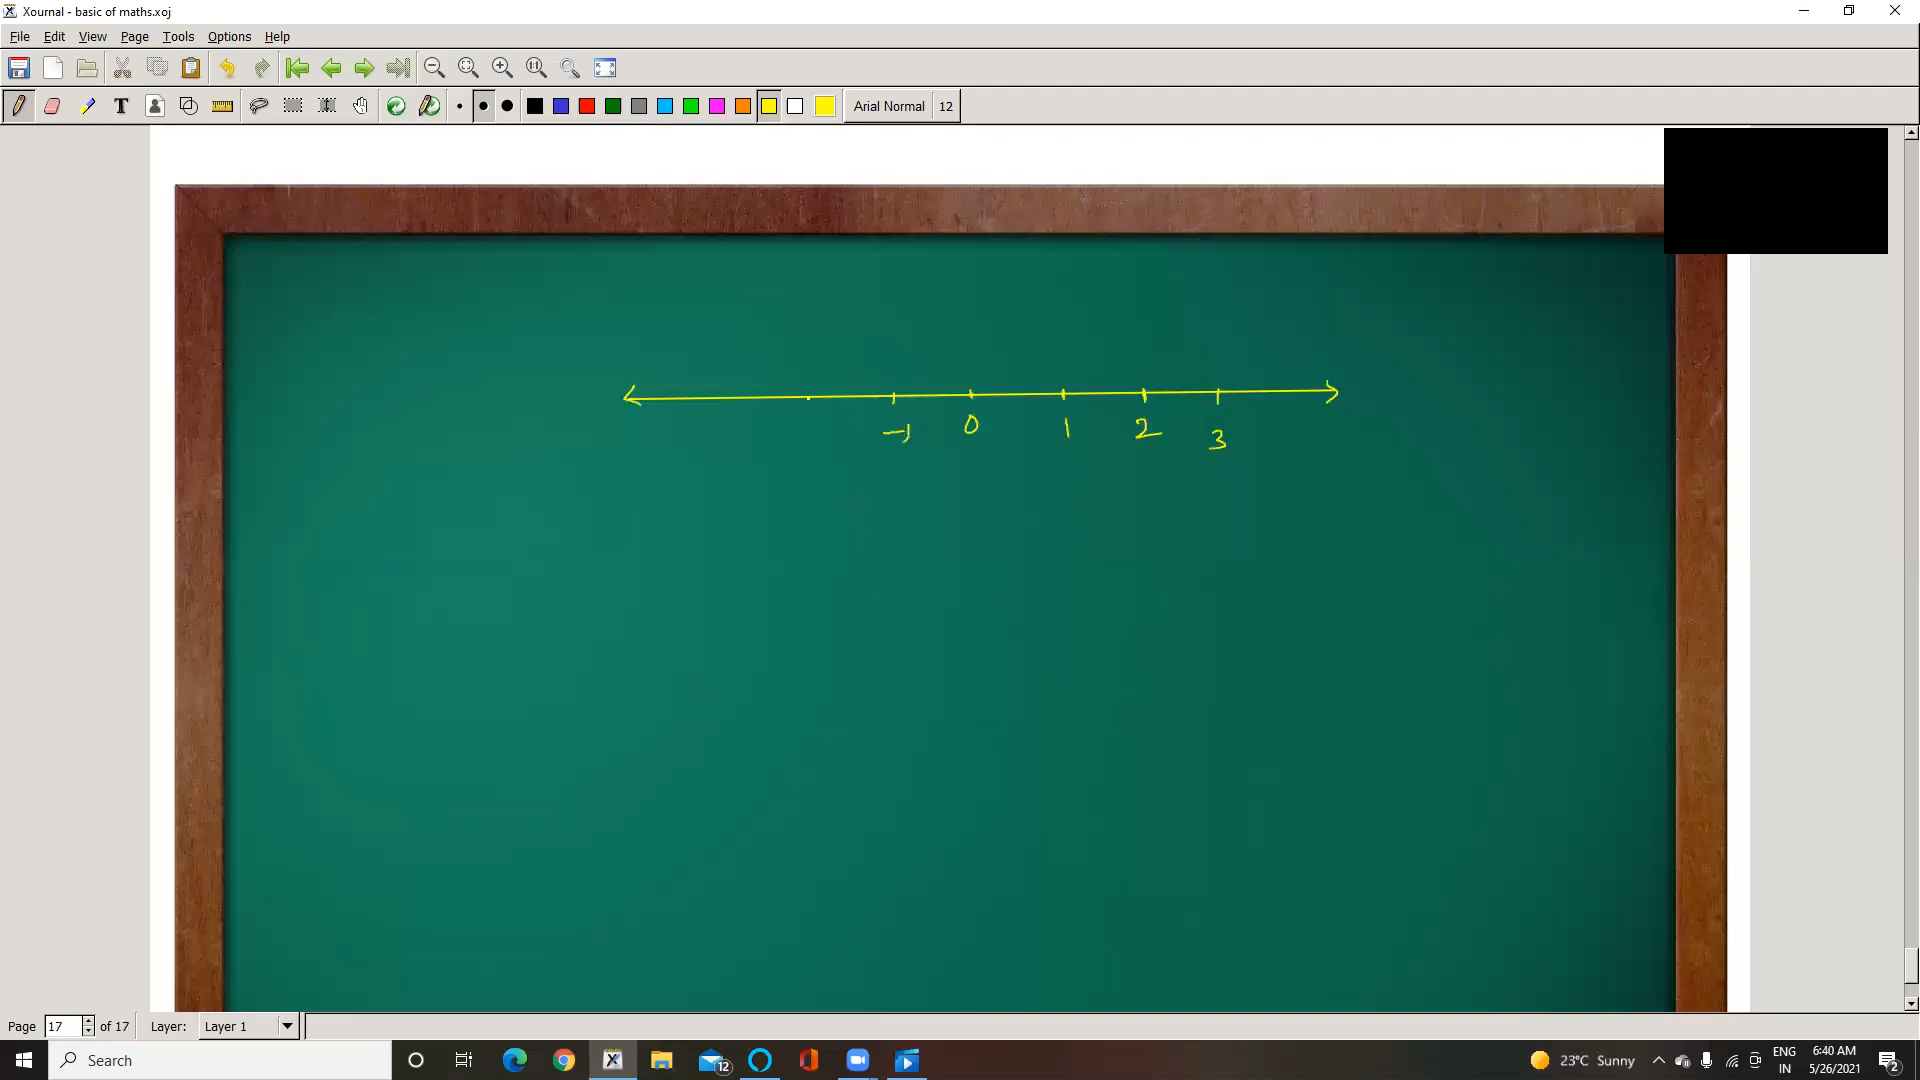 Xournal - basic of maths.xoj
File Edit View Page Tools Options Help
Arial Normal 12
-1 0 1 2 3
Page 17 of 17 Layer: Layer 1
Search
12
23°C Sunny
ENG
IN
6:40 AM
5/26/2021
2